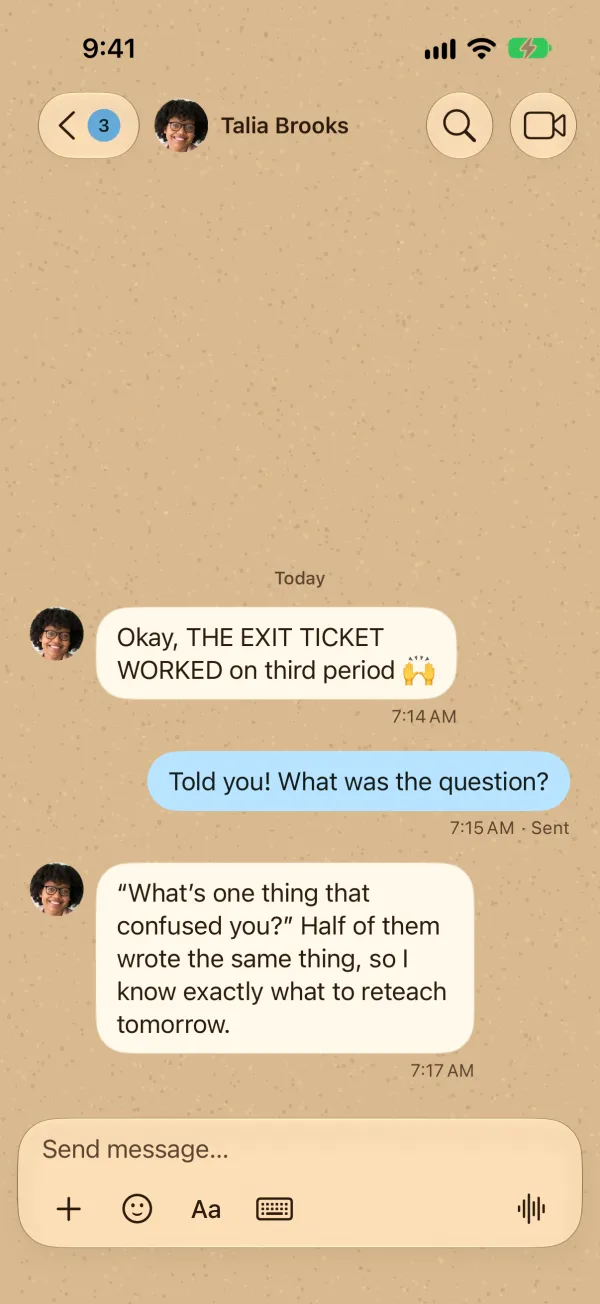 9:41
3
Talia Brooks
Today
Okay, THE EXIT TICKET
WORKED on third period 🙌
7:14 AM
Told you! What was the question?
7:15 AM · Sent
“What’s one thing that
confused you?” Half of them
wrote the same thing, so I
know exactly what to reteach
tomorrow.
7:17 AM
Send message...
Aa